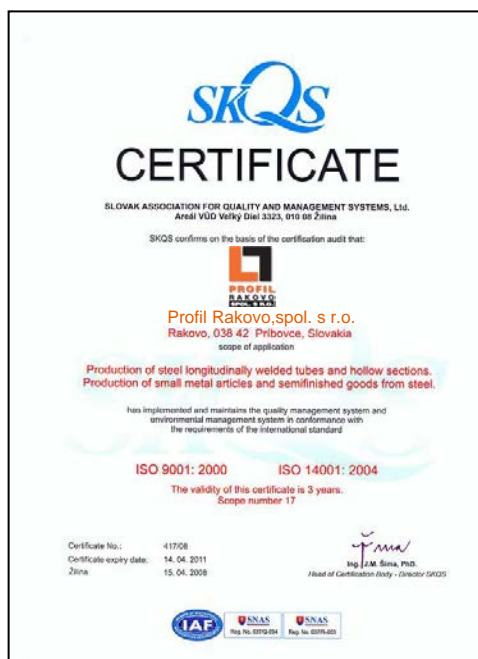 SKQS
CERTIFICATE
SLOVAK ASSOCIATION FOR QUALITY AND MANAGEMENT SYSTEMS, Ltd.
Areál VÚD Veľký Diel 3323, 010 08 Žilina
SKQS confirms on the basis of the certification audit that:
PROFIL
RAKOVO
SPOL. S R.O.
Profil Rakovo,spol. s r.o.
Rakovo, 038 42 Príbovce, Slovakia
scope of application
Production of steel longitudinally welded tubes and hollow sections.
Production of small metal articles and semifinished goods from steel.
has implemented and maintains the quality management system and
environmental management system in conformance with
the requirements of the international standard
ISO 9001: 2000 ISO 14001: 2004
The validity of this certificate is 3 years.
Scope number 17
Certificate No.: 417/08
Certificate expiry date: 14. 04. 2011
Žilina 15. 04. 2008
Ing. J.M. Šima, PhD.
Head of Certification Body - Director SKQS
IAF
SNAS
Reg. No.
SNAS
Reg. No.